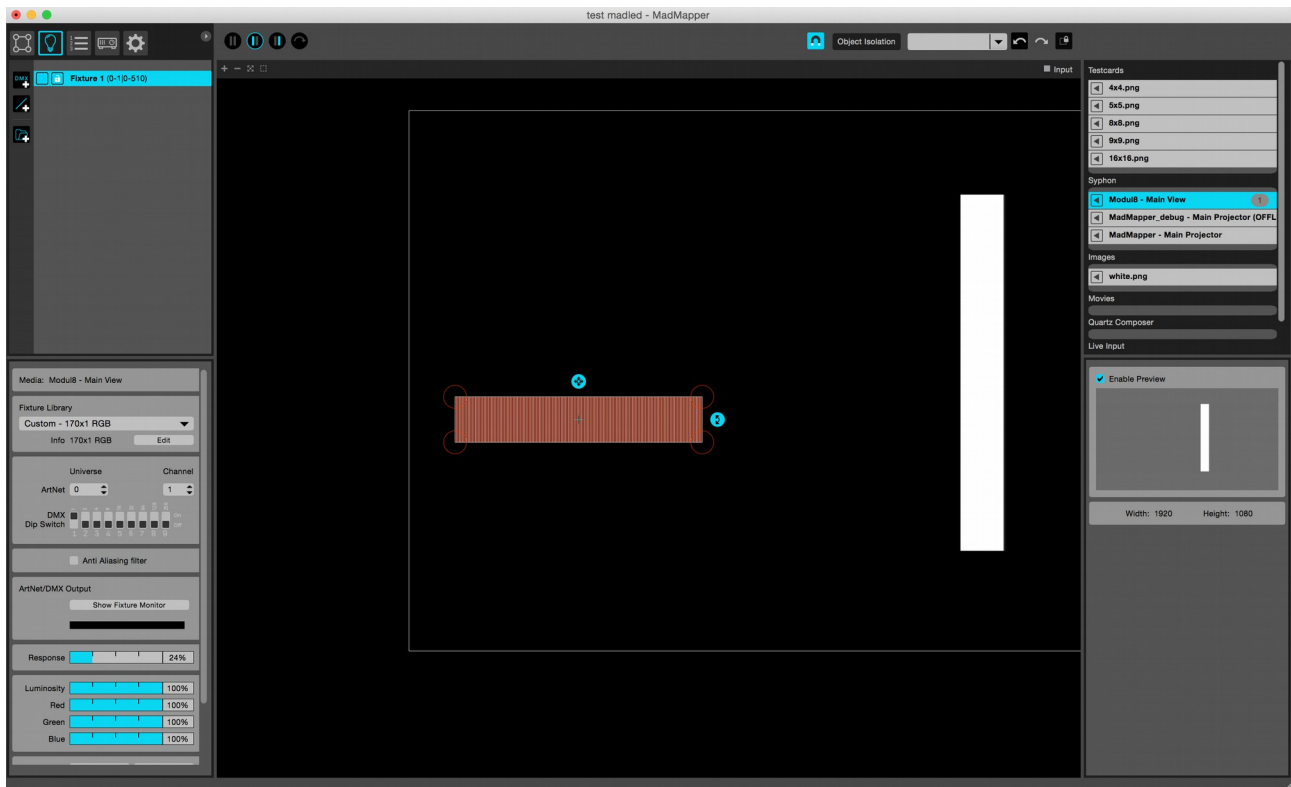 test madled - MadMapper
Object Isolation
DMX
Fixture 1 (0-1|0-510)
Input
Testcards
4x4.png
5x5.png
8x8.png
9x9.png
16x16.png
Syphon
Modul8 - Main View 1
MadMapper_debug - Main Projector (OFFL
MadMapper - Main Projector
Images
white.png
Movies
Quartz Composer
Live Input
Media: Modul8 - Main View
Fixture Library
Custom - 170x1 RGB
Info 170x1 RGB Edit
Universe Channel
ArtNet 0 1
DMX On
Dip Switch Off
1 2 3 4 5 6 7 8 9
Anti Aliasing filter
ArtNet/DMX Output
Show Fixture Monitor
Response 24%
Luminosity 100%
Red 100%
Green 100%
Blue 100%
Enable Preview
Width: 1920 Height: 1080